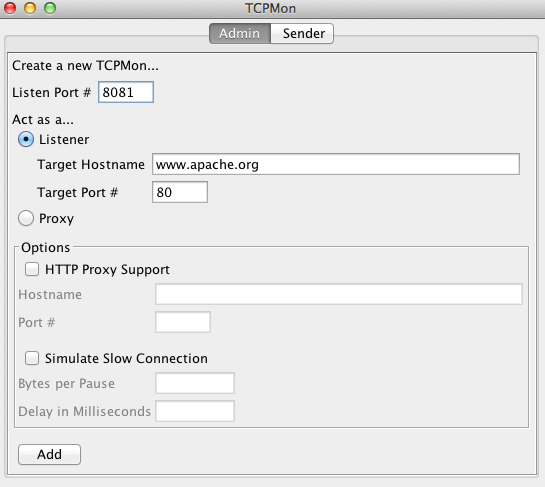 TCPMon
Admin Sender
Create a new TCPMon...
Listen Port # 8081
Act as a...
Listener
Target Hostname www.apache.org
Target Port # 80
Proxy
Options
HTTP Proxy Support
Hostname
Port #
Simulate Slow Connection
Bytes per Pause
Delay in Milliseconds
Add